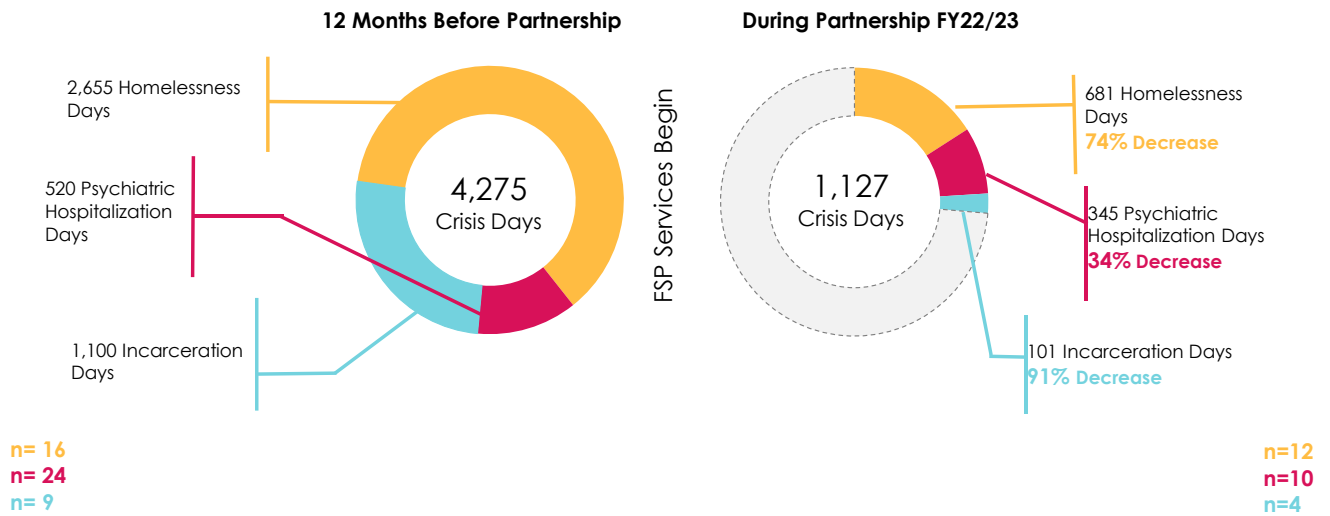 12 Months Before Partnership
2,655 Homelessness
Days
520 Psychiatric
Hospitalization
Days
1,100 Incarceration
Days
4,275
Crisis Days
n= 16
n= 24
n= 9
FSP Services Begin
During Partnership FY22/23
1,127
Crisis Days
681 Homelessness
Days
74% Decrease
345 Psychiatric
Hospitalization Days
34% Decrease
101 Incarceration Days
91% Decrease
n=12
n=10
n=4